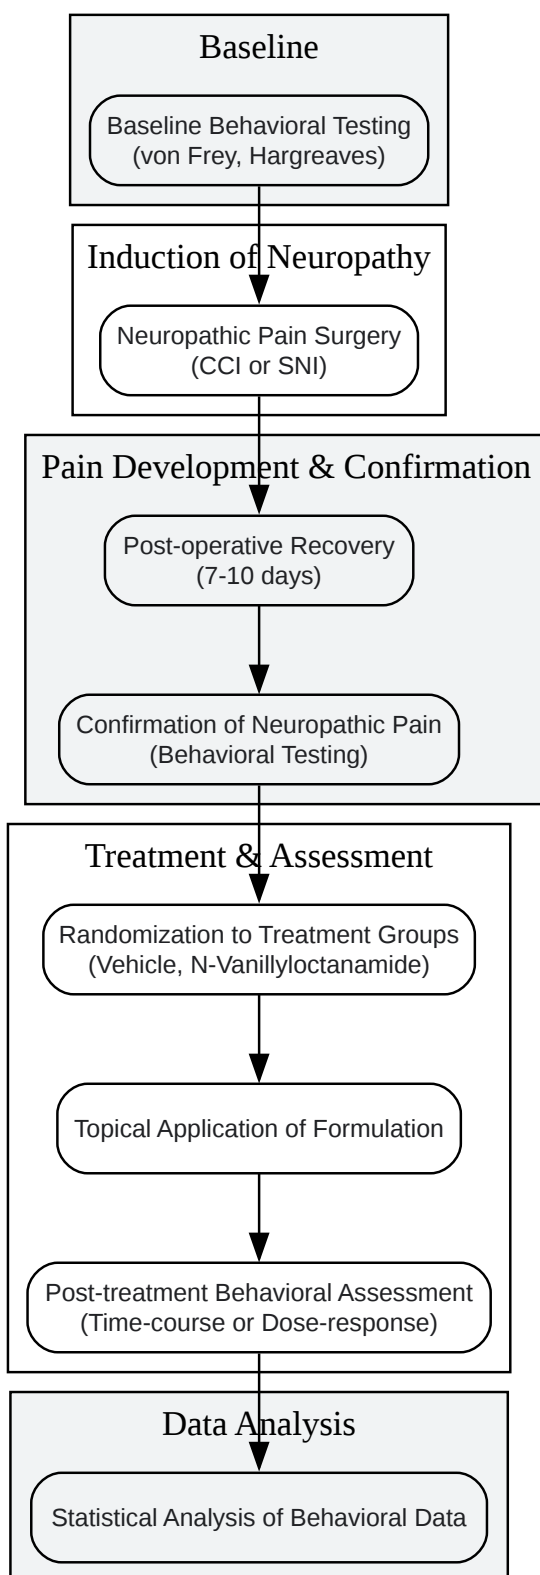 Baseline
Baseline Behavioral Testing
(von Frey, Hargreaves)
Induction of Neuropathy
Neuropathic Pain Surgery
(CCI or SNI)
Pain Development & Confirmation
Post-operative Recovery
(7-10 days)
Confirmation of Neuropathic Pain
(Behavioral Testing)
Treatment & Assessment
Randomization to Treatment Groups
(Vehicle, N-Vanillyloctanamide)
Topical Application of Formulation
Post-treatment Behavioral Assessment
(Time-course or Dose-response)
Data Analysis
Statistical Analysis of Behavioral Data